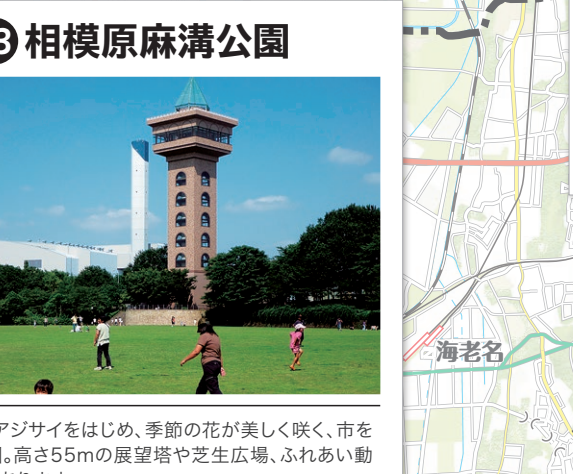 3 相模原麻溝公園
アジサイをはじめ、季節の花が美しく咲く、市を
。高さ55mの展望塔や芝生広場、ふれあい動
海老名